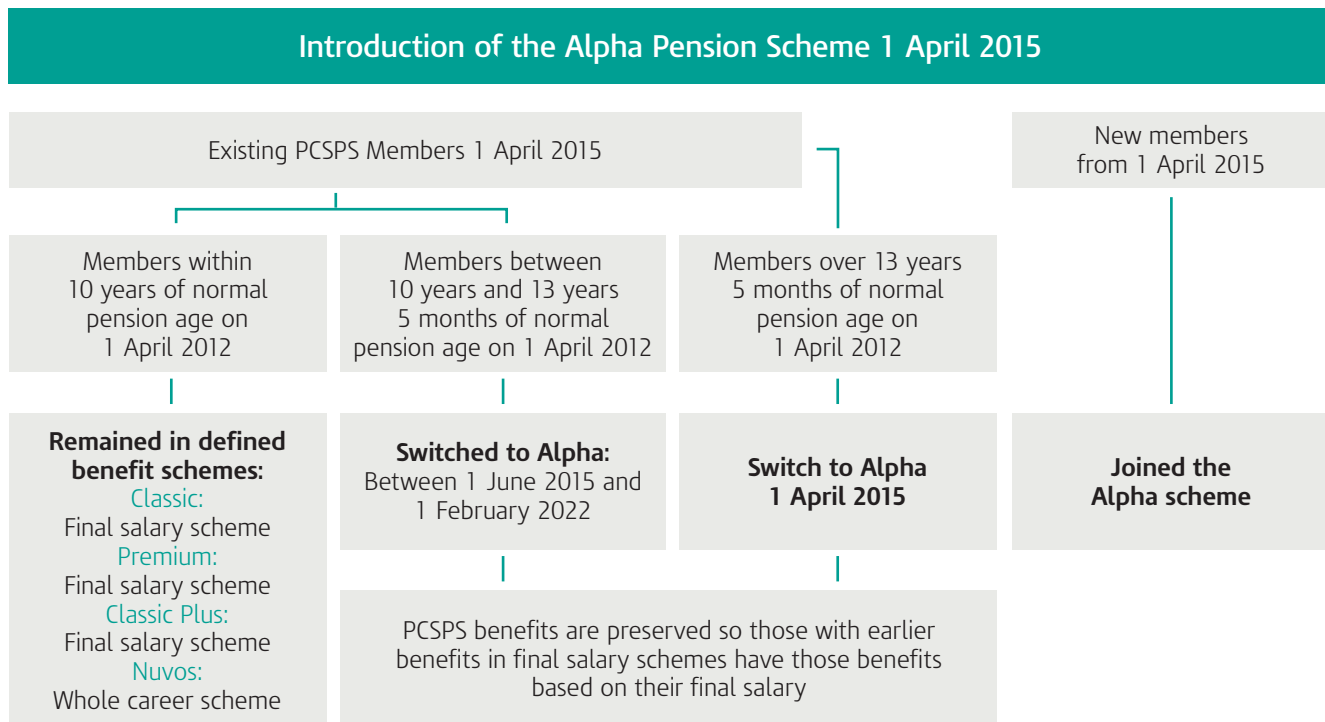 Introduction of the Alpha Pension Scheme 1 April 2015
Existing PCSPS Members 1 April 2015
New members
from 1 April 2015
Members within
10 years of normal
pension age on
1 April 2012
Members between
10 years and 13 years
5 months of normal
pension age on 1 April 2012
Members over 13 years
5 months of normal
pension age on
1 April 2012
Remained in defined
benefit schemes:
Classic:
Final salary scheme
Premium:
Final salary scheme
Classic Plus:
Final salary scheme
Nuvos:
Whole career scheme
Switched to Alpha:
Between 1 June 2015 and
1 February 2022
Switch to Alpha
1 April 2015
Joined the
Alpha scheme
PCSPS benefits are preserved so those with earlier
benefits in final salary schemes have those benefits
based on their final salary